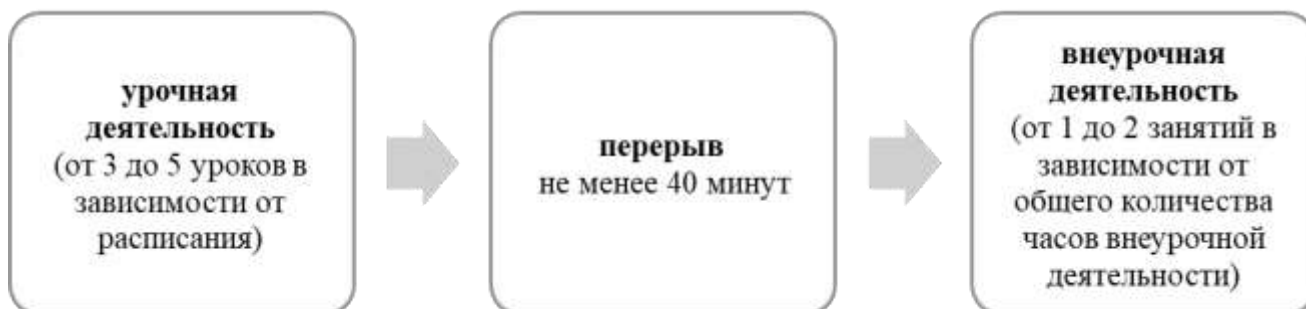 урочная
деятельность
(от 3 до 5 уроков в
зависимости от
расписания)
перерыв
не менее 40 минут
внеурочная
деятельность
(от 1 до 2 занятий в
зависимости от
общего количества
часов внеурочной
деятельности)